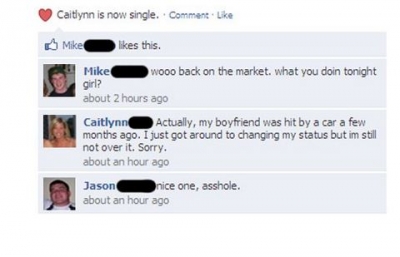 Caitlynn is now single. · Comment · Like
Mike likes this.
Mike wooo back on the market. what you doin tonight
girl?
about 2 hours ago
Caitlynn Actually, my boyfriend was hit by a car a few
months ago. I just got around to changing my status but im still
not over it. Sorry.
about an hour ago
Jason nice one, asshole.
about an hour ago